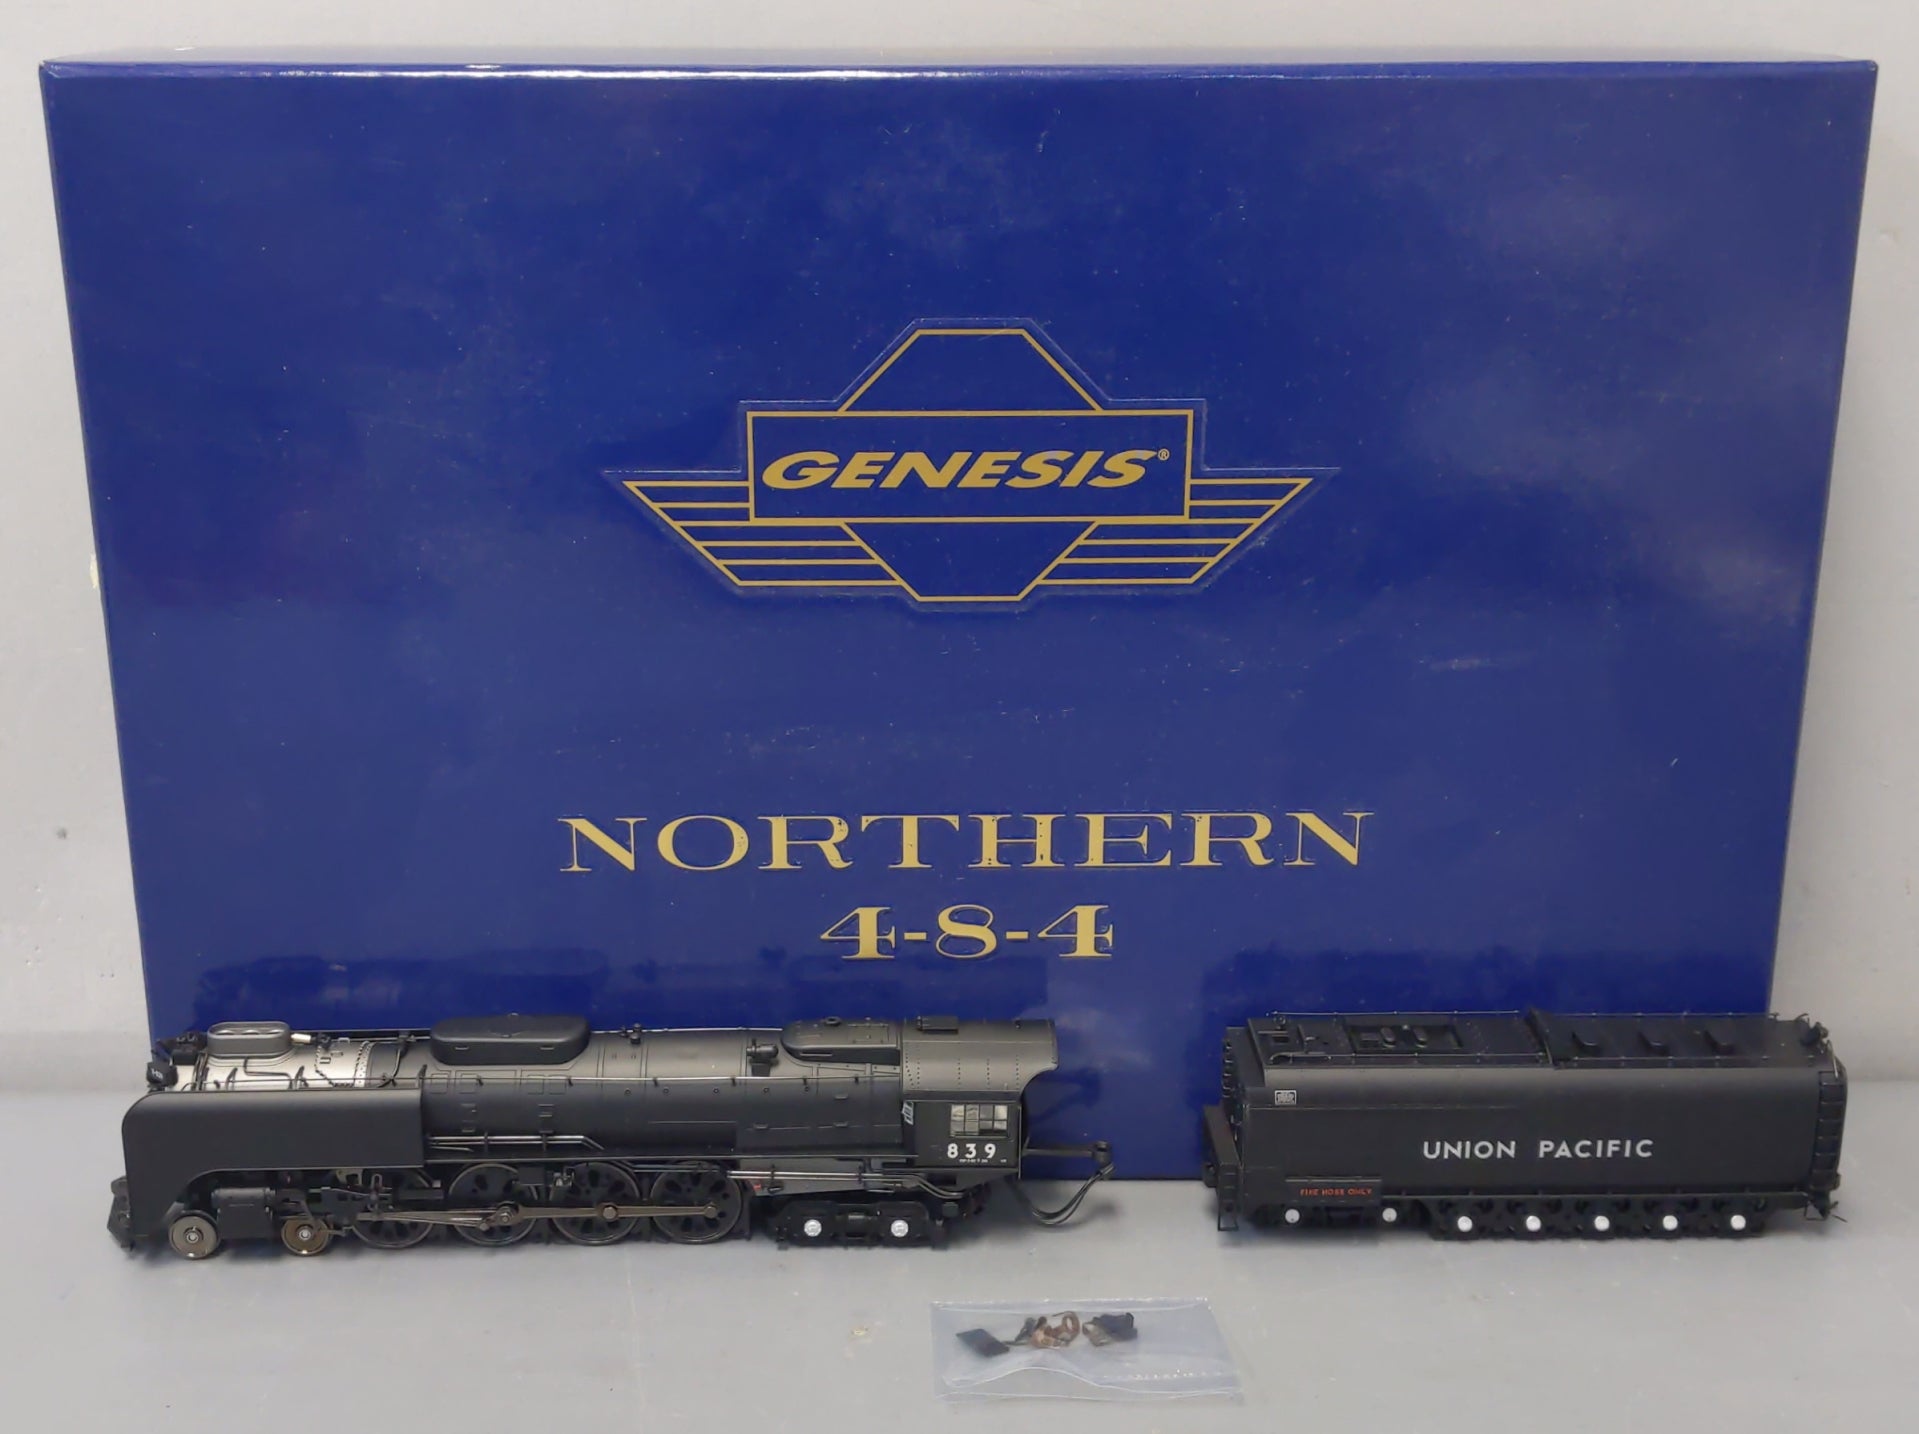 GENESIS®
NORTHERN
4-8-4
839
UNION PACIFIC
FIRE HOSE ONLY